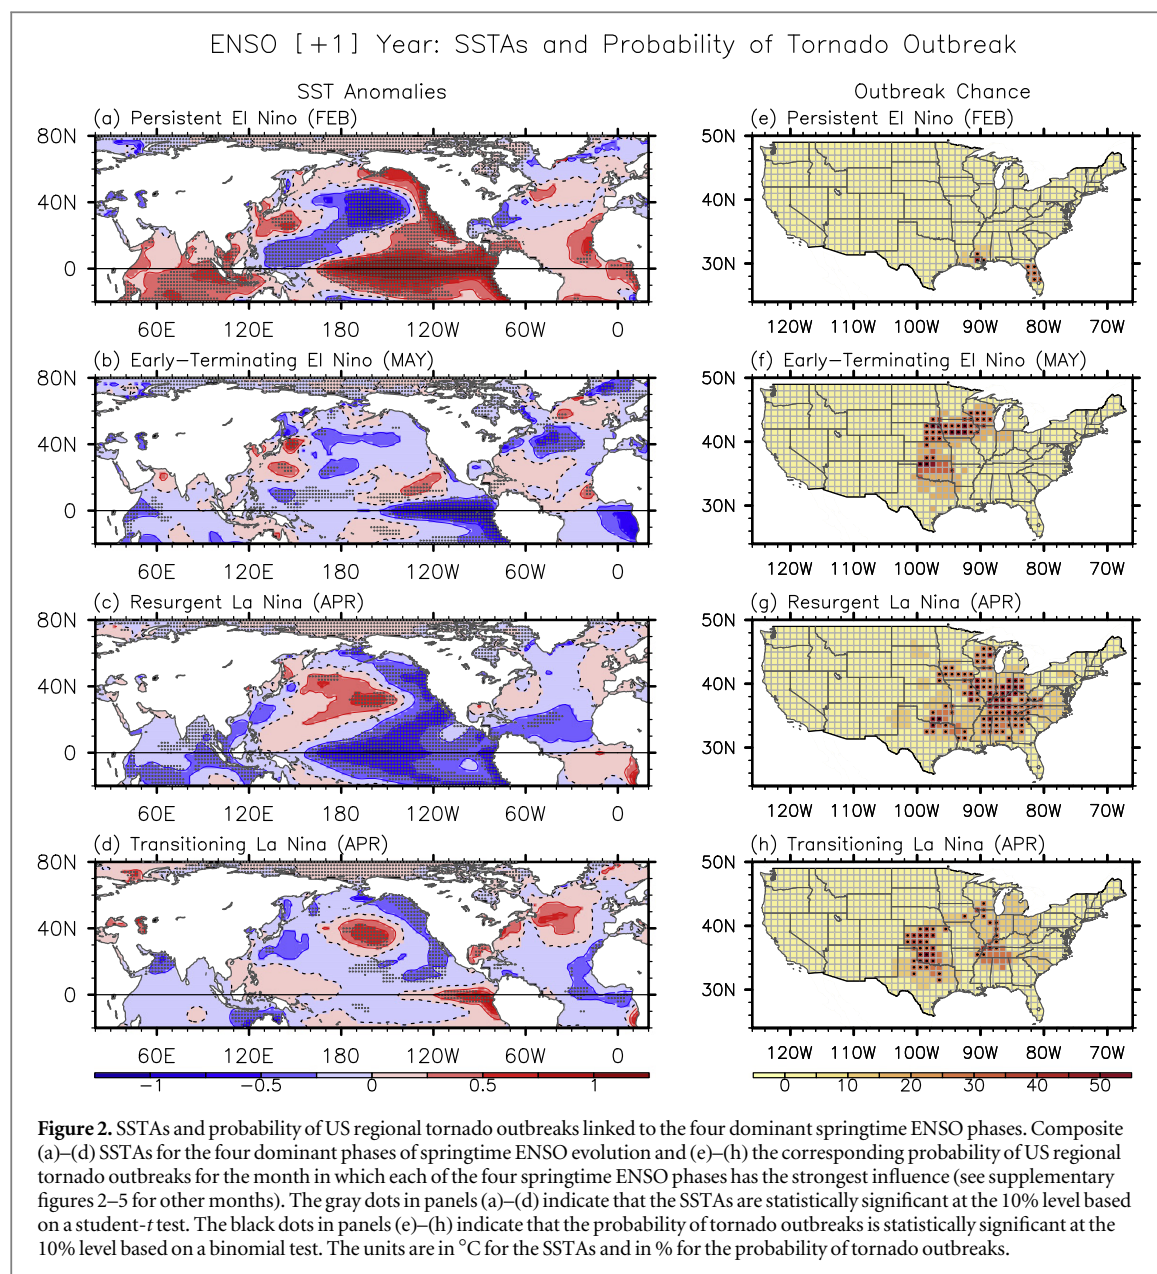 ENSO [+1] Year: SSTAs and Probability of Tornado Outbreak
SST Anomalies
Outbreak Chance
(a) Persistent El Nino (FEB)
80N
40N
0
60E 120E 180 120W 60W 0
(e) Persistent El Nino (FEB)
50N
40N
30N
120W 110W 100W 90W 80W 70W
(b) Early-Terminating El Nino (MAY)
80N
40N
0
60E 120E 180 120W 60W 0
(f) Early-Terminating El Nino (MAY)
50N
40N
30N
120W 110W 100W 90W 80W 70W
(c) Resurgent La Nina (APR)
80N
40N
0
60E 120E 180 120W 60W 0
(g) Resurgent La Nina (APR)
50N
40N
30N
120W 110W 100W 90W 80W 70W
(d) Transitioning La Nina (APR)
80N
40N
0
60E 120E 180 120W 60W 0
(h) Transitioning La Nina (APR)
50N
40N
30N
120W 110W 100W 90W 80W 70W
-1 -0.5 0 0.5 1
0 10 20 30 40 50
Figure 2. SSTAs and probability of US regional tornado outbreaks linked to the four dominant springtime ENSO phases. Composite
(a)–(d) SSTAs for the four dominant phases of springtime ENSO evolution and (e)–(h) the corresponding probability of US regional
tornado outbreaks for the month in which each of the four springtime ENSO phases has the strongest influence (see supplementary
figures 2–5 for other months). The gray dots in panels (a)–(d) indicate that the SSTAs are statistically significant at the 10% level based
on a student-t test. The black dots in panels (e)–(h) indicate that the probability of tornado outbreaks is statistically significant at the
10% level based on a binomial test. The units are in °C for the SSTAs and in % for the probability of tornado outbreaks.